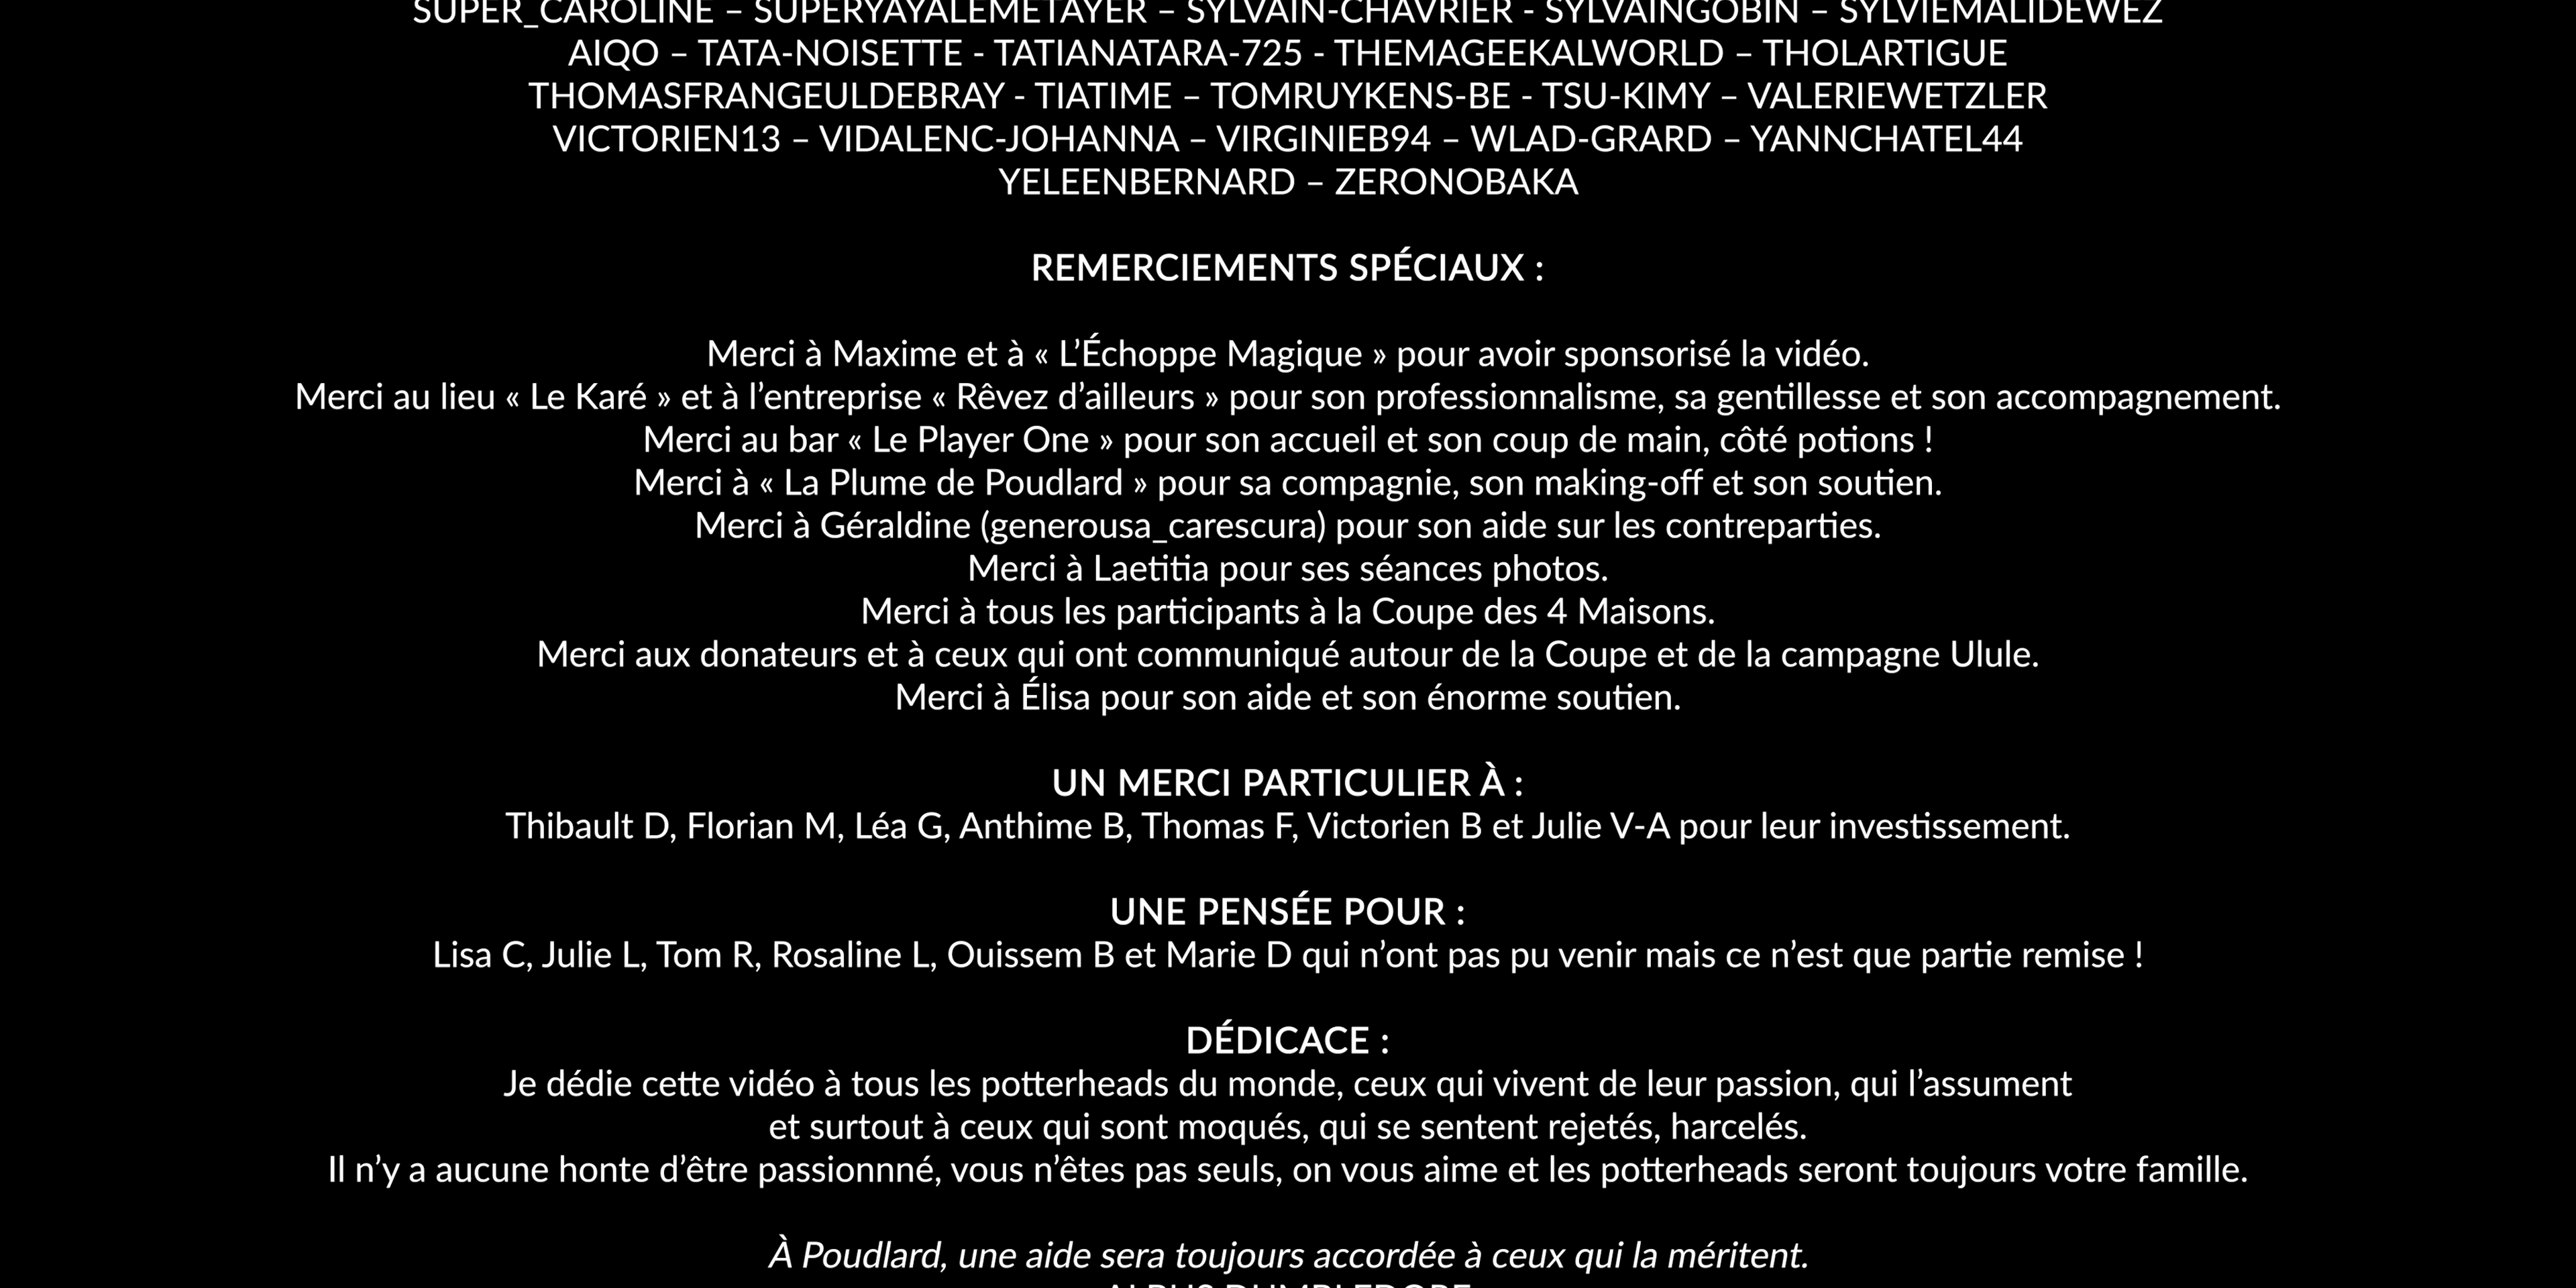 SUPER_CAROLINE – SUPERYAYALEMETAYER – SYLVAIN-CHAVRIER - SYLVAINGOBIN – SYLVIEMALIDEWEZ
AIQO – TATA-NOISETTE - TATIANATARA-725 - THEMAGEEKALWORLD – THOLARTIGUE
THOMASFRANGEULDEBRAY - TIATIME – TOMRUYKENS-BE - TSU-KIMY – VALERIEWETZLER
VICTORIEN13 – VIDALENC-JOHANNA – VIRGINIEB94 – WLAD-GRARD – YANNCHATEL44
YELEENBERNARD – ZERONOBAKA
REMERCIEMENTS SPÉCIAUX :
Merci à Maxime et à « L’Échoppe Magique » pour avoir sponsorisé la vidéo.
Merci au lieu « Le Karé » et à l’entreprise « Rêvez d’ailleurs » pour son professionnalisme, sa gentillesse et son accompagnement.
Merci au bar « Le Player One » pour son accueil et son coup de main, côté potions !
Merci à « La Plume de Poudlard » pour sa compagnie, son making-off et son soutien.
Merci à Géraldine (generousa_carescura) pour son aide sur les contreparties.
Merci à Laetitia pour ses séances photos.
Merci à tous les participants à la Coupe des 4 Maisons.
Merci aux donateurs et à ceux qui ont communiqué autour de la Coupe et de la campagne Ulule.
Merci à Élisa pour son aide et son énorme soutien.
UN MERCI PARTICULIER À :
Thibault D, Florian M, Léa G, Anthime B, Thomas F, Victorien B et Julie V-A pour leur investissement.
UNE PENSÉE POUR :
Lisa C, Julie L, Tom R, Rosaline L, Ouissem B et Marie D qui n’ont pas pu venir mais ce n’est que partie remise !
DÉDICACE :
Je dédie cette vidéo à tous les potterheads du monde, ceux qui vivent de leur passion, qui l’assument
et surtout à ceux qui sont moqués, qui se sentent rejetés, harcelés.
Il n’y a aucune honte d’être passionnné, vous n’êtes pas seuls, on vous aime et les potterheads seront toujours votre famille.
À Poudlard, une aide sera toujours accordée à ceux qui la méritent.
ALBUS DUMBLEDORE